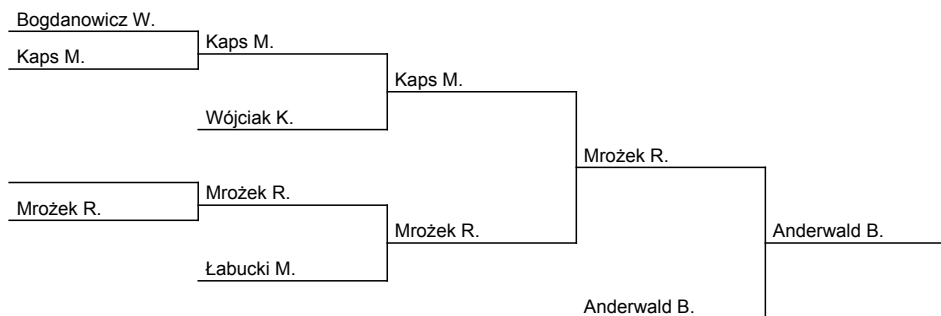 Bogdanowicz W.
Kaps M.
Kaps M.
Kaps M.
Wójciak K.
Mrożek R.
Mrożek R.
Mrożek R.
Mrożek R.
Anderwald B.
Łabucki M.
Anderwald B.